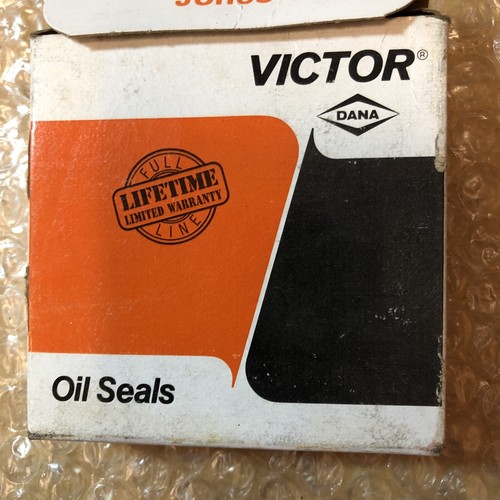 VICTOR®
DANA
FULL
LIFETIME
LIMITED WARRANTY
LINE
Oil Seals